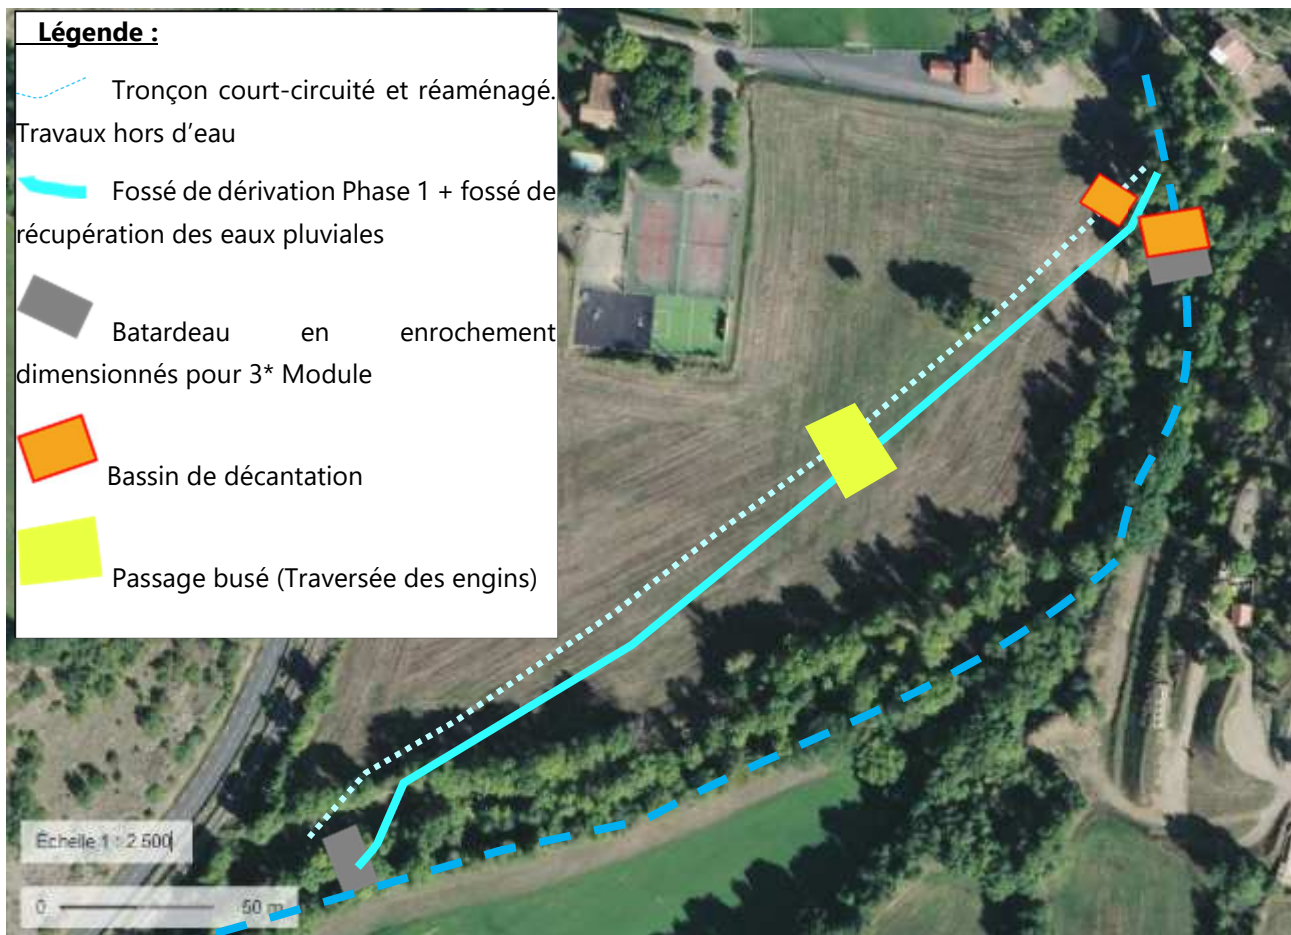 Légende :
Tronçon court-circuité et réaménagé.
Travaux hors d’eau
Fossé de dérivation Phase 1 + fossé de
récupération des eaux pluviales
Batardeau en enrochement
dimensionnés pour 3* Module
Bassin de décantation
Passage busé (Traversée des engins)
Echelle 1 : 2 500
0 50 m